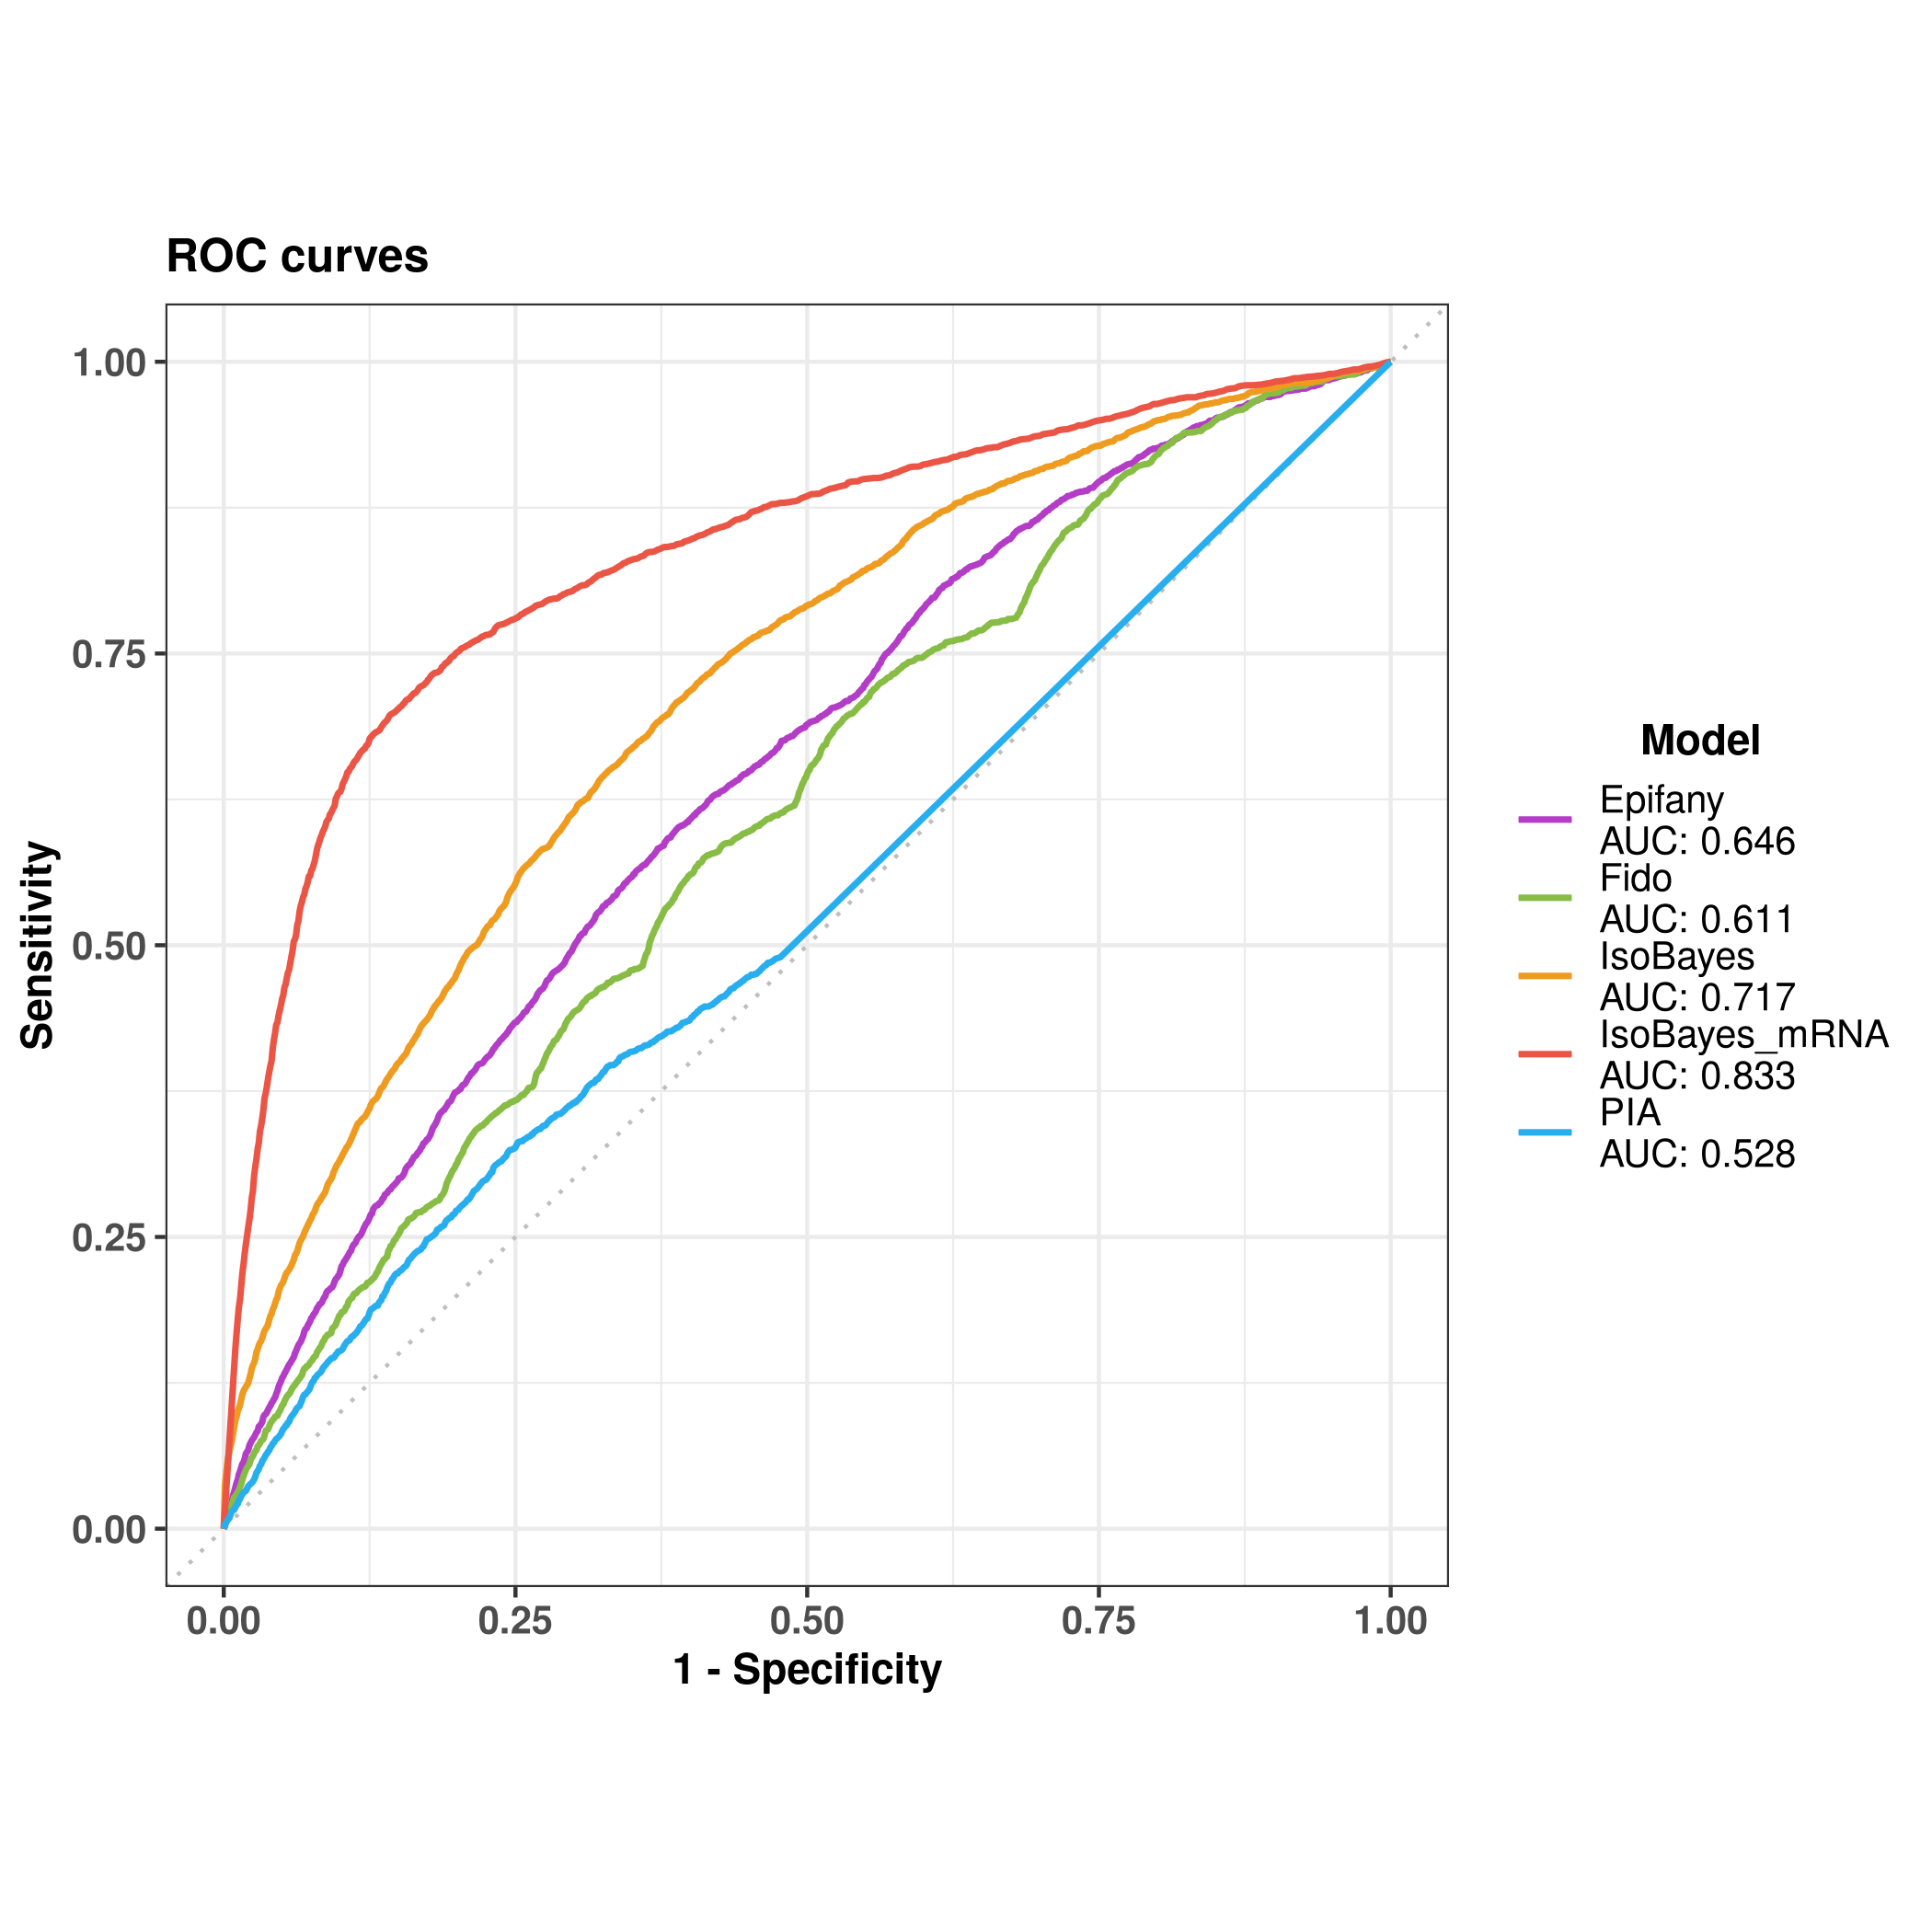 ROC curves
1.00
0.75
0.50
0.25
0.00
Sensitivity
0.00 0.25 0.50 0.75 1.00
1 - Specificity
Model
Epifany
AUC: 0.646
Fido
AUC: 0.611
IsoBayes
AUC: 0.717
IsoBayes_mRNA
AUC: 0.833
PIA
AUC: 0.528